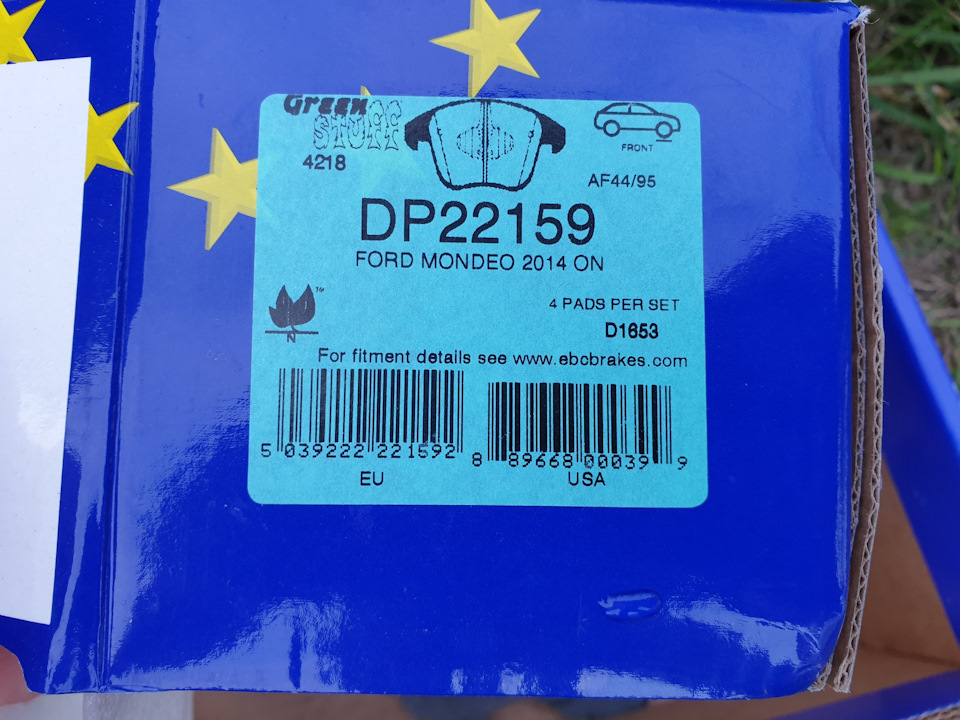 Green
STUFF
4218
FRONT
AF44/95
DP22159
FORD MONDEO 2014 ON
4 PADS PER SET
D1653
TM
N
For fitment details see www.ebcbrakes.com
5 039222 221592
8 89668 00039 9
EU
USA